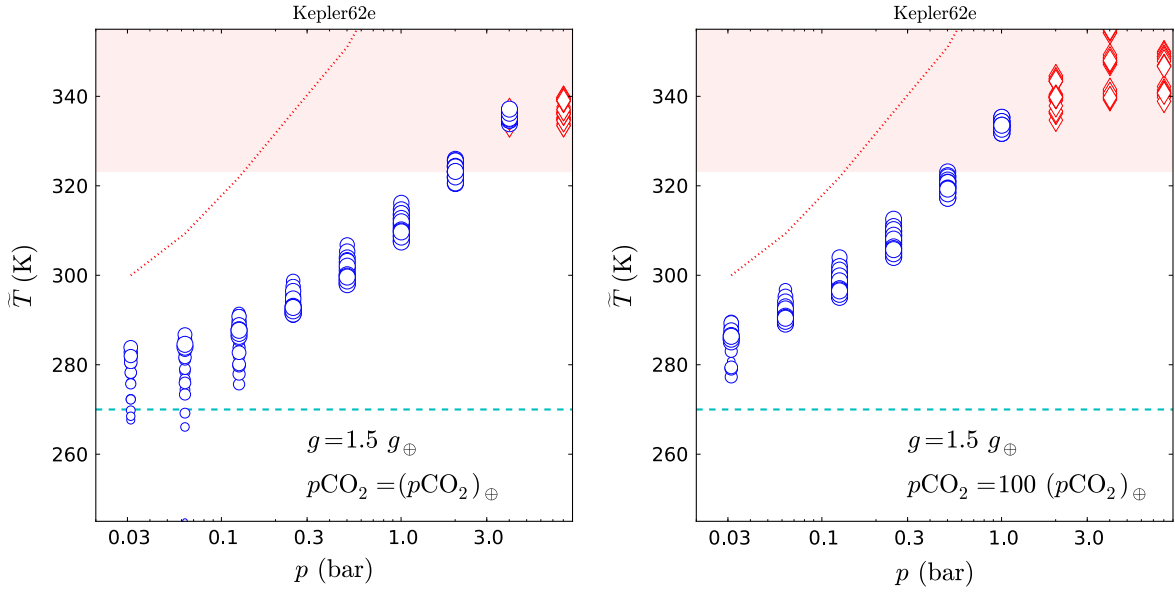 Kepler62e
340
320
300
280
260
T̃ (K)
g=1.5 g⊕
pCO₂=(pCO₂)⊕
0.03 0.1 0.3 1.0 3.0
p (bar)
Kepler62e
340
320
300
280
260
T̃ (K)
g=1.5 g⊕
pCO₂=100 (pCO₂)⊕
0.03 0.1 0.3 1.0 3.0
p (bar)